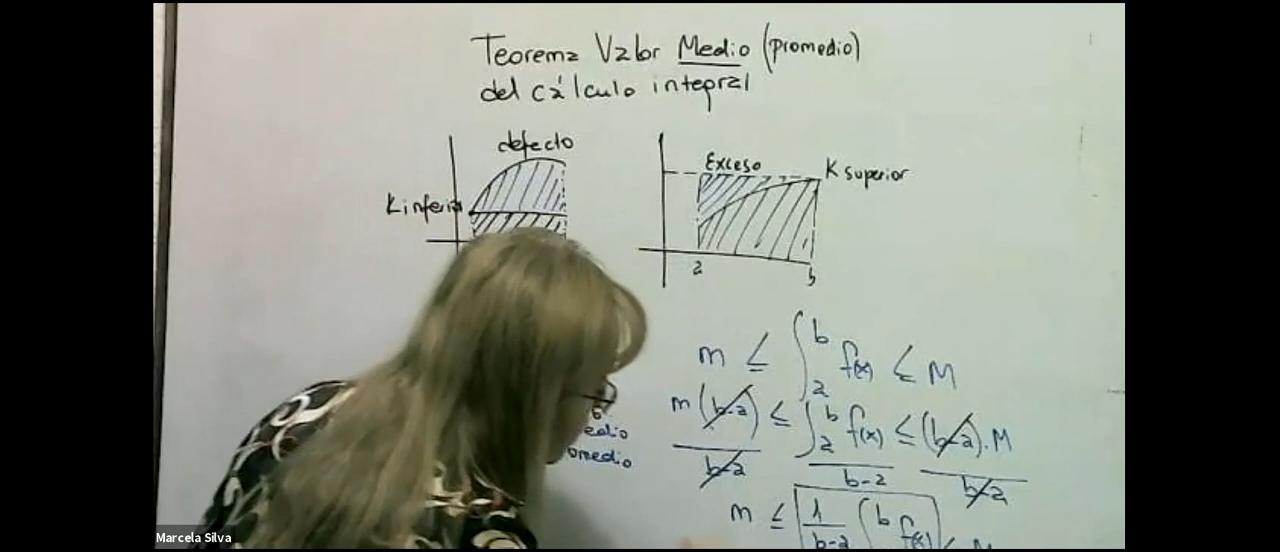 Teorema Valor Medio (promedio)
del cálculo integral
defecto
K inferior
Exceso
K superior
a
b
m ≤ ∫ₐᵇ f(x) ≤ M
m(b-a) ≤ ∫ₐᵇ f(x) ≤ (b-a).M
b-a b-a b-a
edio
omedio
m ≤ 1/b-a ∫ᵇ f(x) ≤ M
Marcela Silva